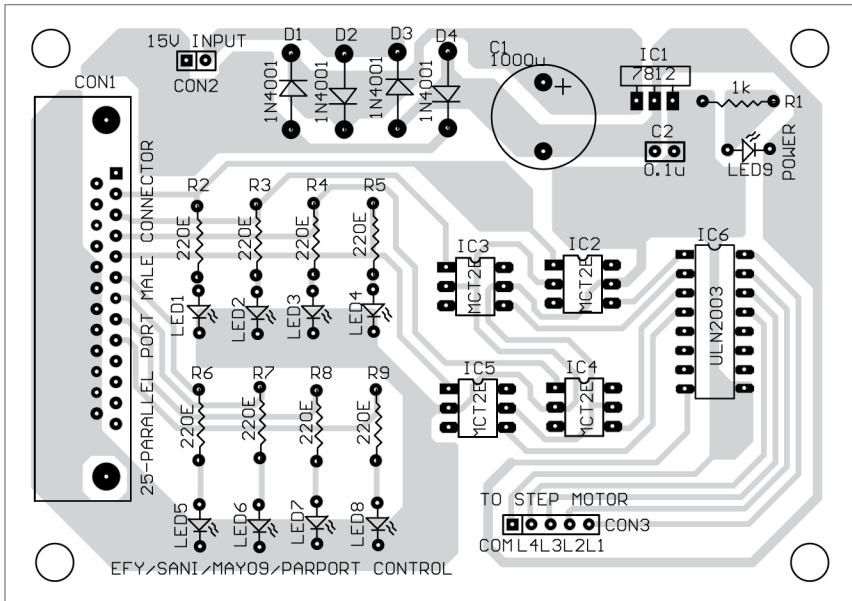 15V INPUT
CON2
D1
D2
D3
D4
1N4001
1N4001
1N4001
1N4001
C1
1000u
+
IC1
7812
1k
R1
C2
0.1u
LED9
POWER
CON1
25-PARALLEL PORT MALE CONNECTOR
R2
R3
R4
R5
220E
220E
220E
220E
LED1
LED2
LED3
LED4
IC3
MCT2E
IC2
MCT2E
IC6
ULN2003
R6
R7
R8
R9
220E
220E
220E
220E
LED5
LED6
LED7
LED8
IC5
MCT2E
IC4
MCT2E
TO STEP MOTOR
CON3
COM L4 L3 L2 L1
EFY/SANI/MAY09/PARPORT CONTROL